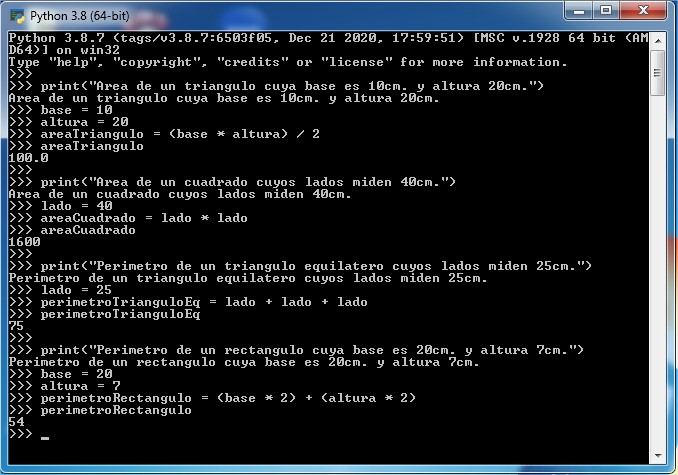 Python 3.8 (64-bit)
Python 3.8.7 (tags/v3.8.7:6503f05, Dec 21 2020, 17:59:51) [MSC v.1928 64 bit (AM
D64)] on win32
Type "help", "copyright", "credits" or "license" for more information.
>>>
>>> print("Area de un triangulo cuya base es 10cm. y altura 20cm.")
Area de un triangulo cuya base es 10cm. y altura 20cm.
>>> base = 10
>>> altura = 20
>>> areaTriangulo = (base * altura) / 2
>>> areaTriangulo
100.0
>>>
>>> print("Area de un cuadrado cuyos lados miden 40cm.")
Area de un cuadrado cuyos lados miden 40cm.
>>> lado = 40
>>> areaCuadrado = lado * lado
>>> areaCuadrado
1600
>>>
>>> print("Perimetro de un triangulo equilatero cuyos lados miden 25cm.")
Perimetro de un triangulo equilatero cuyos lados miden 25cm.
>>> lado = 25
>>> perimetroTrianguloEq = lado + lado + lado
>>> perimetroTrianguloEq
75
>>>
>>> print("Perimetro de un rectangulo cuya base es 20cm. y altura 7cm.")
Perimetro de un rectangulo cuya base es 20cm. y altura 7cm.
>>> base = 20
>>> altura = 7
>>> perimetroRectangulo = (base * 2) + (altura * 2)
>>> perimetroRectangulo
54
>>> _